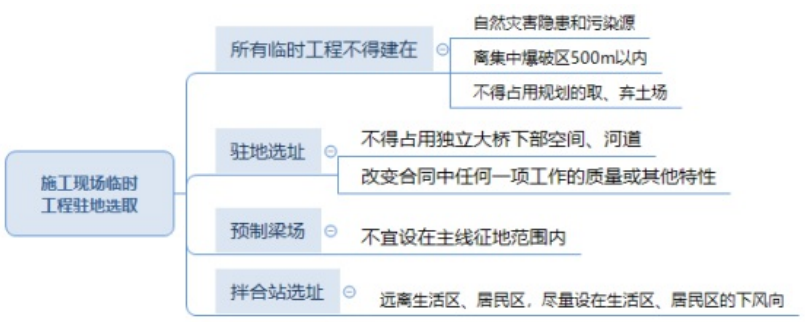 所有临时工程不得建在
自然灾害隐患和污染源
离集中爆破区500m以内
不得占用规划的取、弃土场
驻地选址
不得占用独立大桥下部空间、河道
改变合同中任何一项工作的质量或其他特性
施工现场临时
工程驻地选取
预制梁场
不宜设在主线征地范围内
拌合站选址
远离生活区、居民区，尽量设在生活区、居民区的下风向